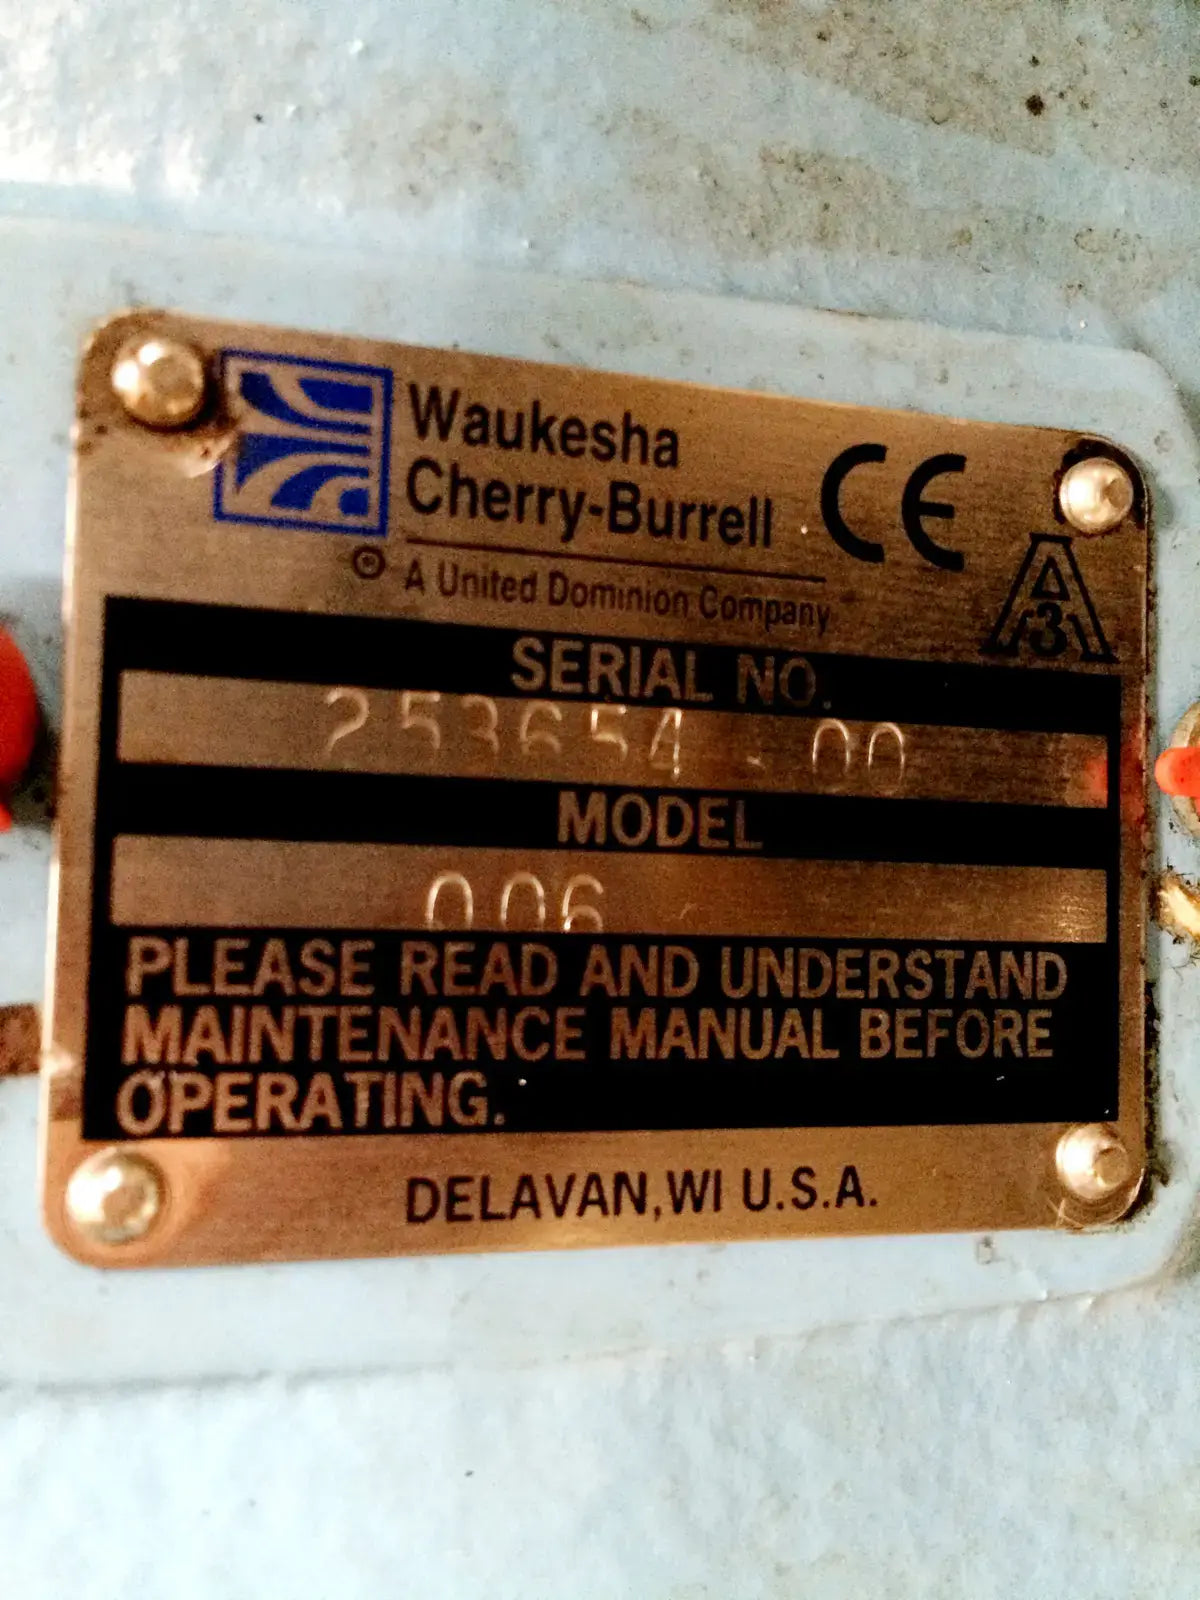 Waukesha
Cherry-Burrell
® A United Dominion Company
CE
3A
SERIAL NO.
253654 - 00
MODEL
006
PLEASE READ AND UNDERSTAND
MAINTENANCE MANUAL BEFORE
OPERATING.
DELAVAN, WI U.S.A.